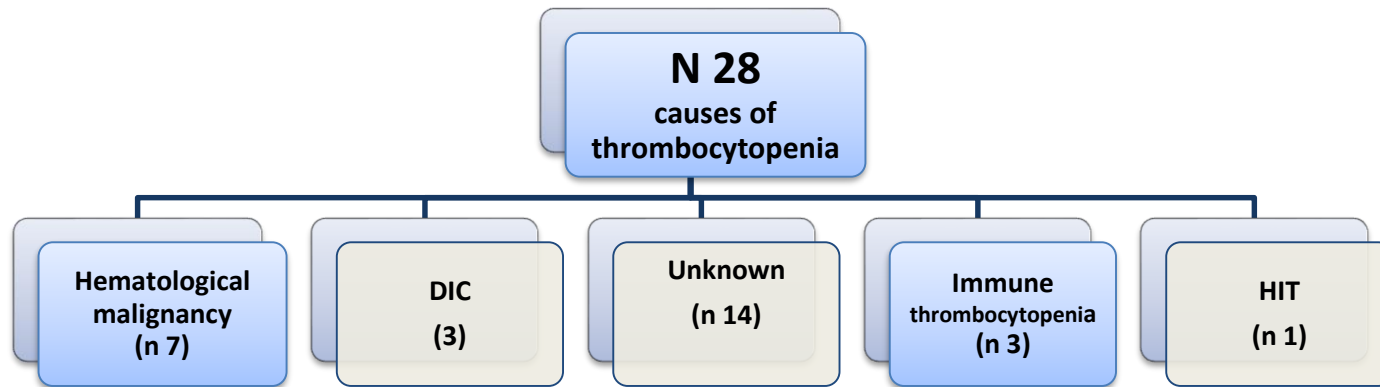 N 28
causes of
thrombocytopenia
Hematological
malignancy
(n 7)
DIC
(3)
Unknown
(n 14)
Immune
thrombocytopenia
(n 3)
HIT
(n 1)